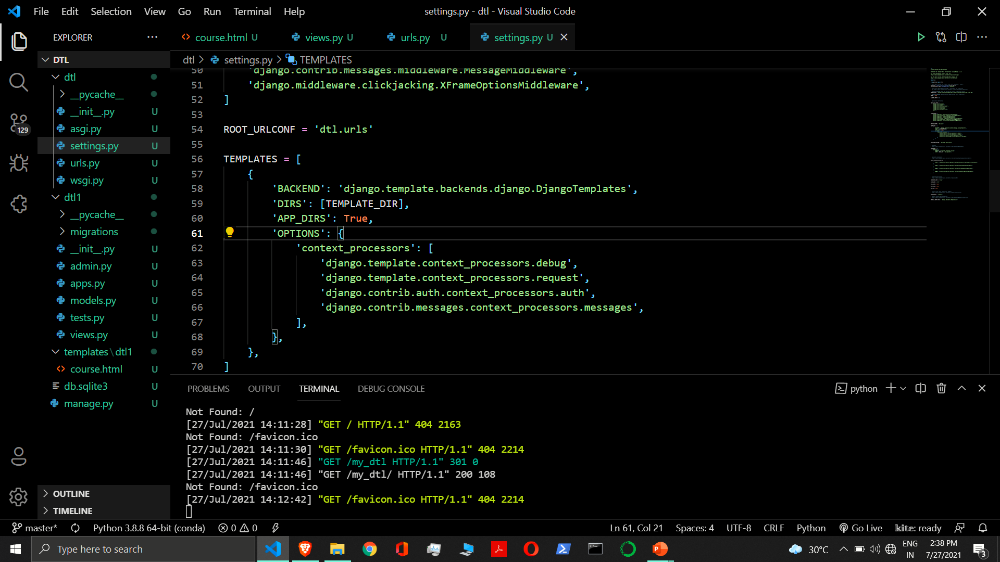 File Edit Selection View Go Run Terminal Help
settings.py - dtl - Visual Studio Code
EXPLORER
course.html U
views.py U
urls.py U
settings.py U
DTL
dtl
__pycache__
__init__.py U
asgi.py U
settings.py U
urls.py U
wsgi.py U
dtl1
__pycache__
migrations
__init__.py U
admin.py U
apps.py U
models.py U
tests.py U
views.py U
templates\dtl1
course.html U
db.sqlite3 U
manage.py U
OUTLINE
TIMELINE
129
dtl > settings.py > TEMPLATES
50 'django.contrib.messages.middleware.MessageMiddleware',
51 'django.middleware.clickjacking.XFrameOptionsMiddleware',
52 ]
53
54 ROOT_URLCONF = 'dtl.urls'
55
56 TEMPLATES = [
57 {
58 'BACKEND': 'django.template.backends.django.DjangoTemplates',
59 'DIRS': [TEMPLATE_DIR],
60 'APP_DIRS': True,
61 'OPTIONS': {
62 'context_processors': [
63 'django.template.context_processors.debug',
64 'django.template.context_processors.request',
65 'django.contrib.auth.context_processors.auth',
66 'django.contrib.messages.context_processors.messages',
67 ],
68 },
69 },
70 ]
PROBLEMS OUTPUT TERMINAL DEBUG CONSOLE
python
Not Found: /
[27/Jul/2021 14:11:28] "GET / HTTP/1.1" 404 2163
Not Found: /favicon.ico
[27/Jul/2021 14:11:30] "GET /favicon.ico HTTP/1.1" 404 2214
[27/Jul/2021 14:11:46] "GET /my_dtl HTTP/1.1" 301 0
[27/Jul/2021 14:11:46] "GET /my_dtl/ HTTP/1.1" 200 108
Not Found: /favicon.ico
[27/Jul/2021 14:12:42] "GET /favicon.ico HTTP/1.1" 404 2214
master* Python 3.8.8 64-bit (conda) 0 0 Ln 61, Col 21 Spaces: 4 UTF-8 CRLF Python Go Live kite: ready
Type here to search
30°C
ENG
IN
2:38 PM
7/27/2021
3